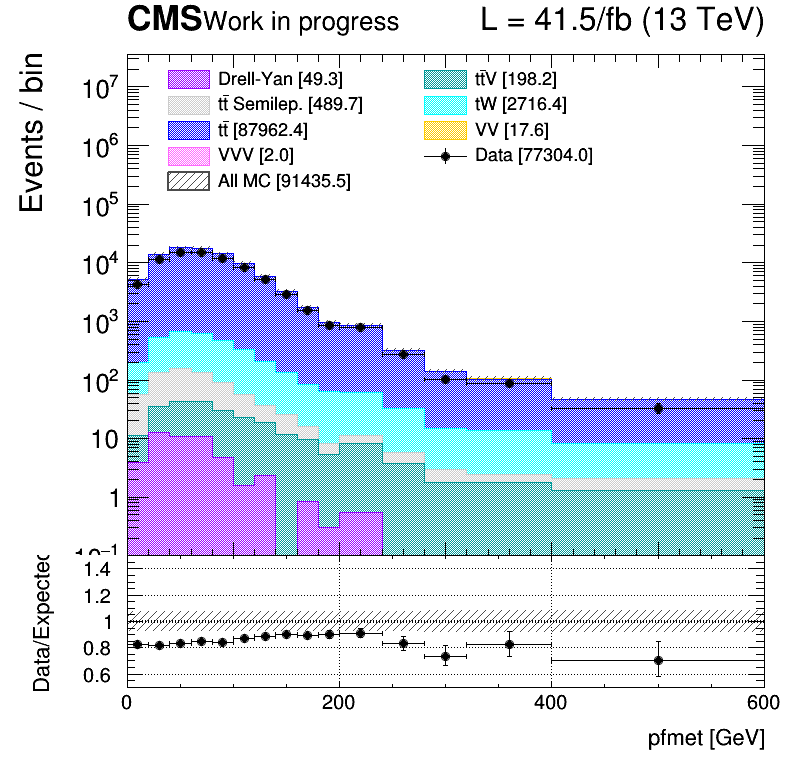 CMS Work in progress L = 41.5/fb (13 TeV)
Events / bin
Drell-Yan [49.3]
tt̄ Semilep. [489.7]
tt̄ [87962.4]
VVV [2.0]
All MC [91435.5]
tt̄V [198.2]
tW [2716.4]
VV [17.6]
Data [77304.0]
10⁷
10⁶
10⁵
10⁴
10³
10²
10
1
10⁻¹
Data/Expected
1.4
1.2
1
0.8
0.6
0 200 400 600
pfmet [GeV]